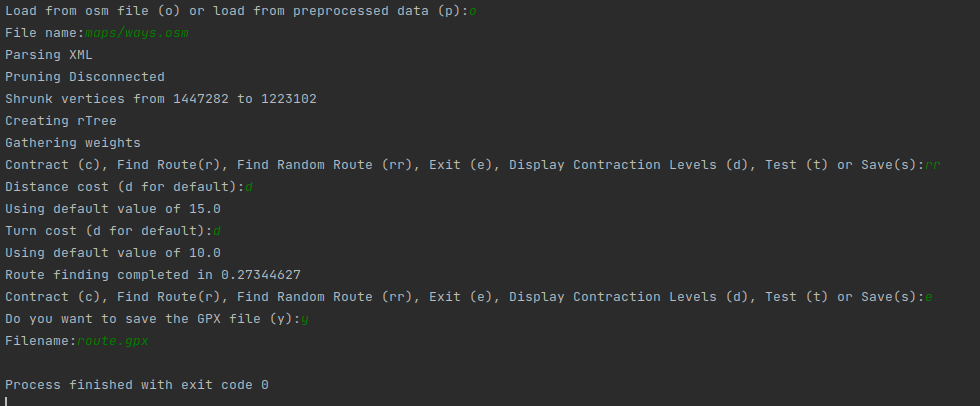 Load from osm file (o) or load from preprocessed data (p):o
File name:maps/ways.osm
Parsing XML
Pruning Disconnected
Shrunk vertices from 1447282 to 1223102
Creating rTree
Gathering weights
Contract (c), Find Route(r), Find Random Route (rr), Exit (e), Display Contraction Levels (d), Test (t) or Save(s):rr
Distance cost (d for default):d
Using default value of 15.0
Turn cost (d for default):d
Using default value of 10.0
Route finding completed in 0.27344627
Contract (c), Find Route(r), Find Random Route (rr), Exit (e), Display Contraction Levels (d), Test (t) or Save(s):e
Do you want to save the GPX file (y):y
Filename:route.gpx
Process finished with exit code 0